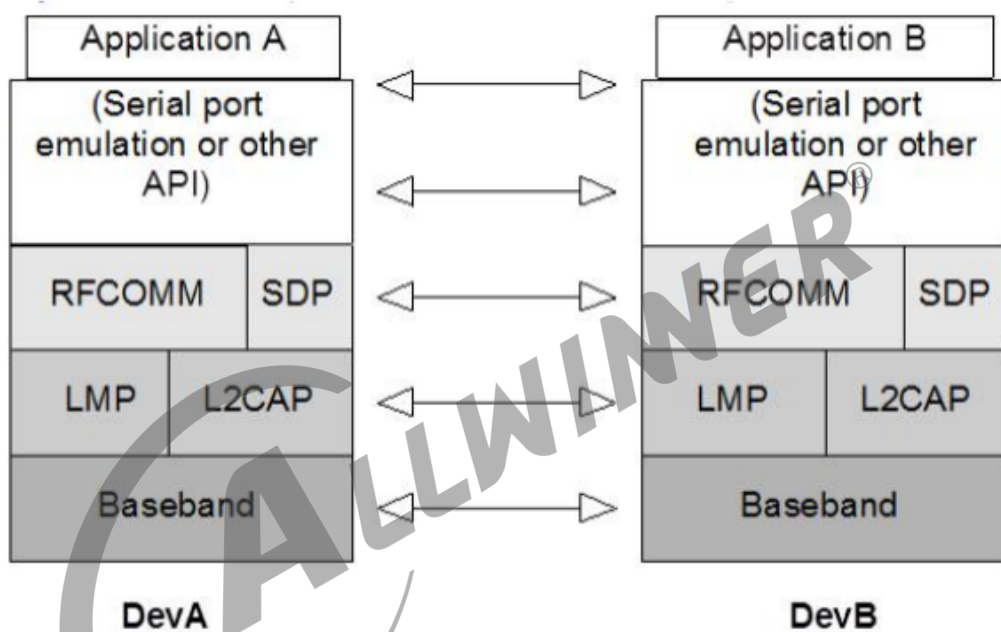 Application A
(Serial port
emulation or other
API)
RFCOMM SDP
LMP L2CAP
Baseband
DevA
Application B
(Serial port
emulation or other
API)
RFCOMM SDP
LMP L2CAP
Baseband
DevB
ALLWINNER®